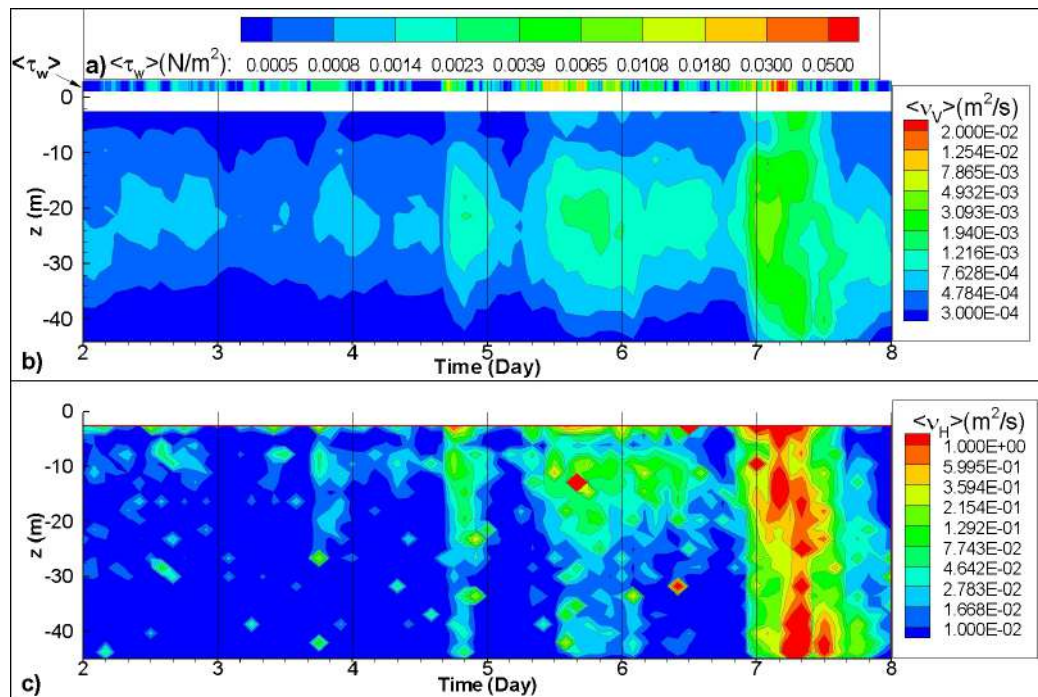 a) <τw>(N/m²): 0.0005 0.0008 0.0014 0.0023 0.0039 0.0065 0.0108 0.0180 0.0300 0.0500
<τw>
<νV>(m²/s)
2.000E-02
1.254E-02
7.865E-03
4.932E-03
3.093E-03
1.940E-03
1.216E-03
7.628E-04
4.784E-04
3.000E-04
z (m)
0
-10
-20
-30
-40
2 3 4 5 6 7 8
b) Time (Day)
<νH>(m²/s)
1.000E+00
5.995E-01
3.594E-01
2.154E-01
1.292E-01
7.743E-02
4.642E-02
2.783E-02
1.668E-02
1.000E-02
z (m)
0
-10
-20
-30
-40
2 3 4 5 6 7 8
c) Time (Day)